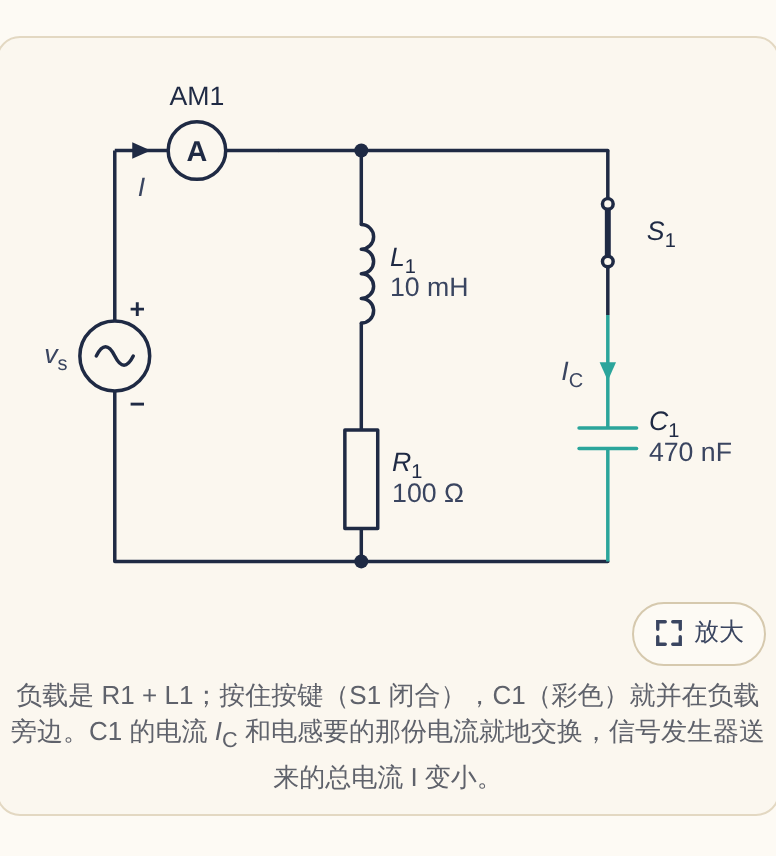 AM1
A
I
S1
L1
10 mH
+
vs
−
IC
C1
470 nF
R1
100 Ω
放大
负载是 R1 + L1；按住按键（S1 闭合），C1（彩色）就并在负载
旁边。C1 的电流 IC 和电感要的那份电流就地交换，信号发生器送
来的总电流 I 变小。